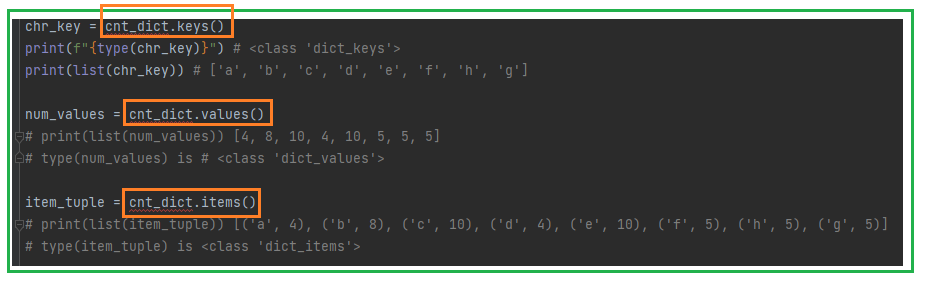 chr_key = cnt_dict.keys()
print(f"{type(chr_key)}") # <class 'dict_keys'>
print(list(chr_key)) # ['a', 'b', 'c', 'd', 'e', 'f', 'h', 'g']
num_values = cnt_dict.values()
# print(list(num_values)) [4, 8, 10, 4, 10, 5, 5, 5]
# type(num_values) is # <class 'dict_values'>
item_tuple = cnt_dict.items()
# print(list(item_tuple)) [('a', 4), ('b', 8), ('c', 10), ('d', 4), ('e', 10), ('f', 5), ('h', 5), ('g', 5)]
# type(item_tuple) is <class 'dict_items'>